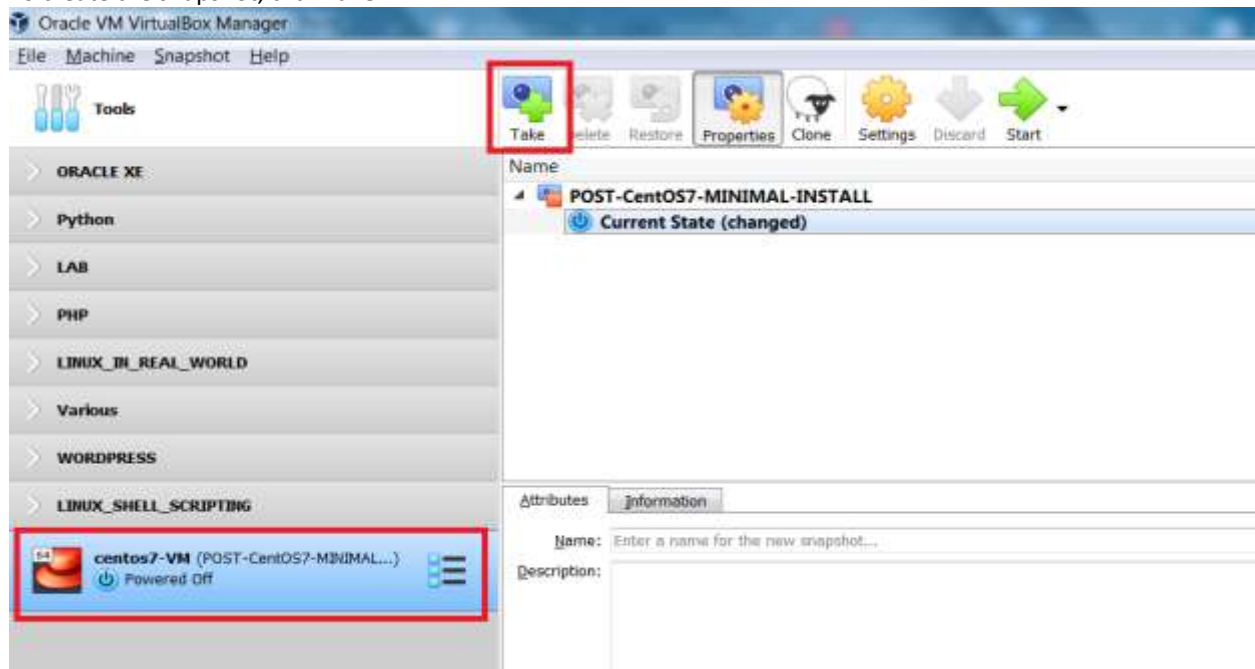 Oracle VM VirtualBox Manager
File Machine Snapshot Help
Tools
Take Delete Restore Properties Clone Settings Discard Start
ORACLE XE
Python
LAB
PHP
LINUX_IN_REAL_WORLD
Various
WORDPRESS
LINUX_SHELL_SCRIPTING
64 centos7-VM (POST-CentOS7-MINIMAL...)
Powered Off
Name
POST-CentOS7-MINIMAL-INSTALL
Current State (changed)
Attributes Information
Name: Enter a name for the new snapshot...
Description: